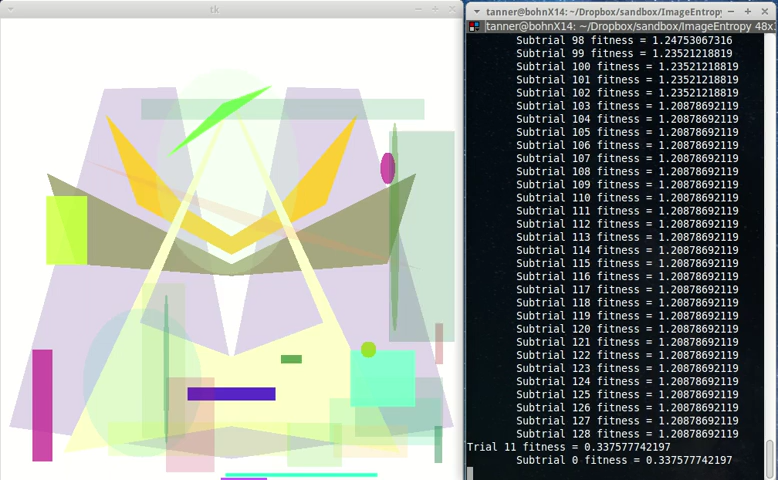 tk
tanner@bohnX14: ~/Dropbox/sandbox/ImageEntropy
tanner@bohnX14: ~/Dropbox/sandbox/ImageEntropy 48x
Subtrial 98 fitness = 1.24753067316
Subtrial 99 fitness = 1.23521218819
Subtrial 100 fitness = 1.23521218819
Subtrial 101 fitness = 1.23521218819
Subtrial 102 fitness = 1.23521218819
Subtrial 103 fitness = 1.20878692119
Subtrial 104 fitness = 1.20878692119
Subtrial 105 fitness = 1.20878692119
Subtrial 106 fitness = 1.20878692119
Subtrial 107 fitness = 1.20878692119
Subtrial 108 fitness = 1.20878692119
Subtrial 109 fitness = 1.20878692119
Subtrial 110 fitness = 1.20878692119
Subtrial 111 fitness = 1.20878692119
Subtrial 112 fitness = 1.20878692119
Subtrial 113 fitness = 1.20878692119
Subtrial 114 fitness = 1.20878692119
Subtrial 115 fitness = 1.20878692119
Subtrial 116 fitness = 1.20878692119
Subtrial 117 fitness = 1.20878692119
Subtrial 118 fitness = 1.20878692119
Subtrial 119 fitness = 1.20878692119
Subtrial 120 fitness = 1.20878692119
Subtrial 121 fitness = 1.20878692119
Subtrial 122 fitness = 1.20878692119
Subtrial 123 fitness = 1.20878692119
Subtrial 124 fitness = 1.20878692119
Subtrial 125 fitness = 1.20878692119
Subtrial 126 fitness = 1.20878692119
Subtrial 127 fitness = 1.20878692119
Subtrial 128 fitness = 1.20878692119
Trial 11 fitness = 0.337577742197
Subtrial 0 fitness = 0.337577742197